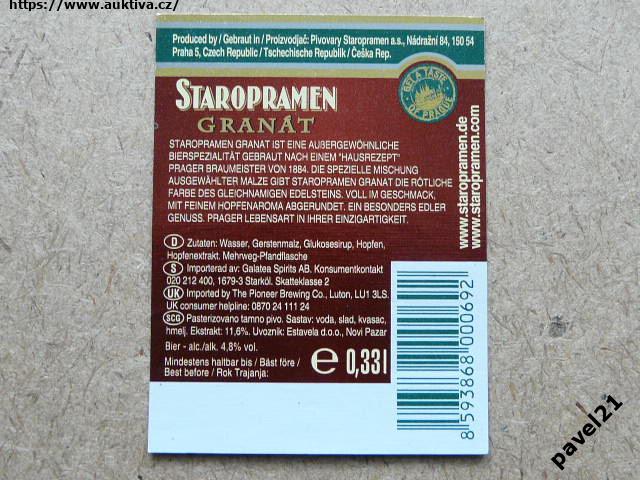 https://www.auktiva.cz/
Produced by / Gebraut in / Proizvodjač: Pivovary Staropramen a.s., Nádražní 84, 150 54
Praha 5, Czech Republic / Tschechische Republik / Češka Rep.
GET A TASTE
OF PRAGUE
STAROPRAMEN
GRANÁT
STAROPRAMEN GRANAT IST EINE AUßERGEWÖHNLICHE
BIERSPEZIALITÄT GEBRAUT NACH EINEM "HAUSREZEPT"
PRAGER BRAUMEISTER VON 1884. DIE SPEZIELLE MISCHUNG
AUSGEWÄHLTER MALZE GIBT STAROPRAMEN GRANAT DIE RÖTLICHE
FARBE DES GLEICHNAMIGEN EDELSTEINS. VOLL IM GESCHMACK,
MIT FEINEM HOPFENAROMA ABGERUNDET. EIN BESONDERS EDLER
GENUSS. PRAGER LEBENSART IN IHRER EINZIGARTIGKEIT.
www.staropramen.de
www.staropramen.com
D Zutaten: Wasser, Gerstenmalz, Glukosesirup, Hopfen,
Hopfenextrakt. Mehrweg-Pfandflasche
S Importerad av: Galatea Spirits AB. Konsumentkontakt
020 212 400, 1679-3 Starköl. Skatteklasse 2
UK Imported by The Pioneer Brewing Co., Luton, LU1 3LS.
UK consumer helpline: 0870 24 111 24
SCG Pasterizovano tamno pivo. Sastav: voda, slad, kvasac,
hmelj. Ekstrakt: 11,6%. Uvoznik: Estavela d.o.o., Novi Pazar
Bier - alc./alk. 4,8% vol.
Mindestens haltbar bis / Bäst före /
Best before / Rok Trajanja:
e 0,33l
8 593868 000692
pavel21